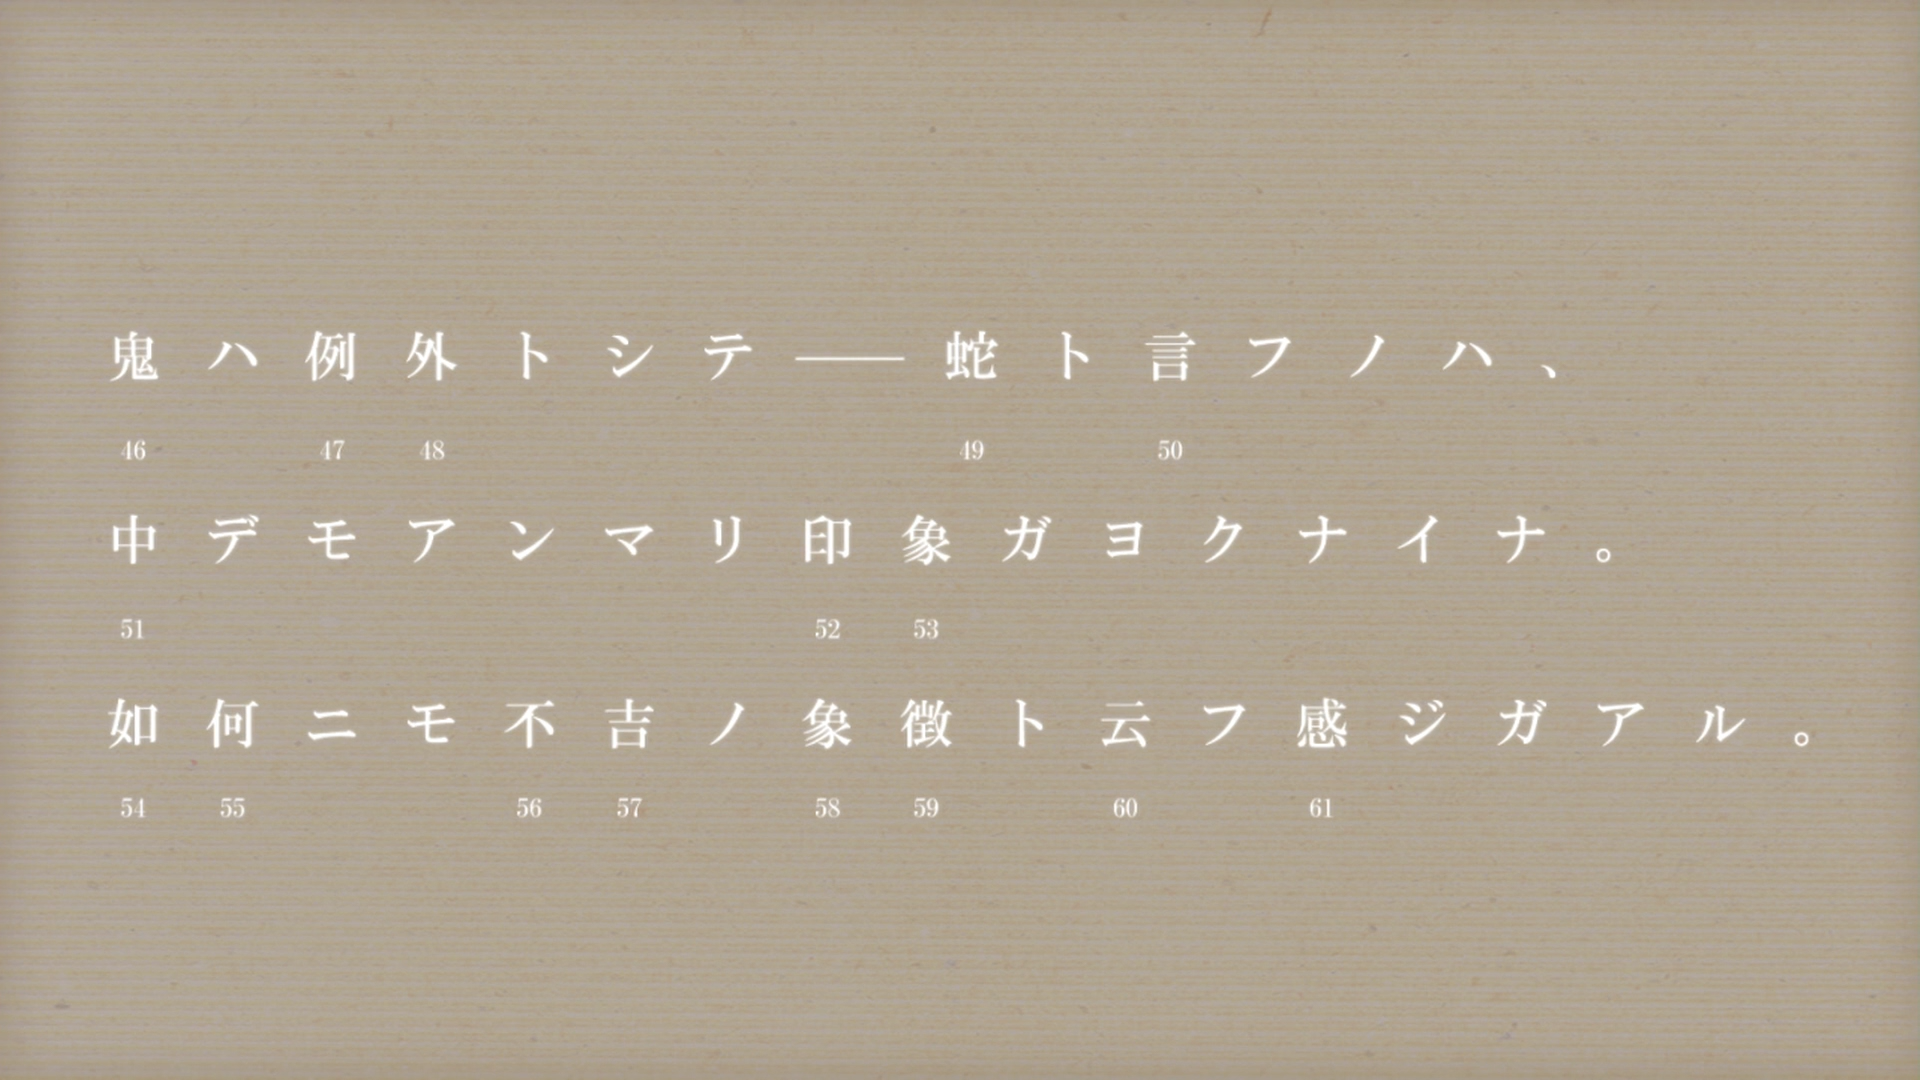 鬼ハ例外トシテ――蛇ト言フノハ、
46 47 48 49 50
中デモアンマリ印象ガヨクナイナ。
51 52 53
如何ニモ不吉ノ象徴ト云フ感ジガアル。
54 55 56 57 58 59 60 61